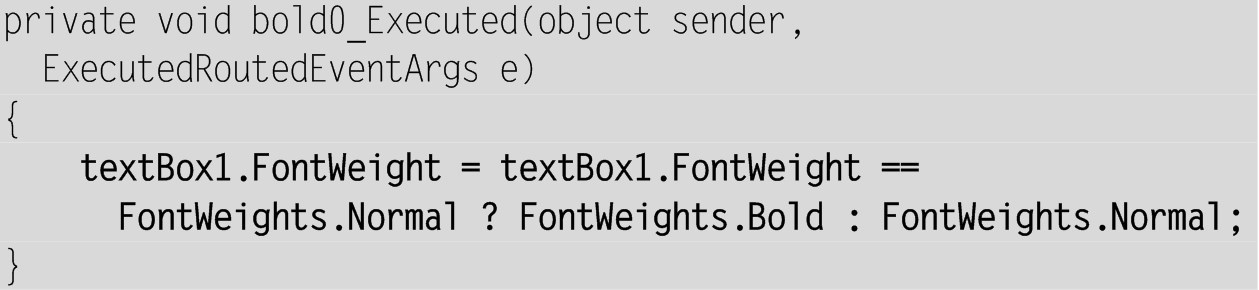 private void bold0_Executed(object sender,
  ExecutedRoutedEventArgs e)
{
    textBox1.FontWeight = textBox1.FontWeight ==
      FontWeights.Normal ? FontWeights.Bold : FontWeights.Normal;
}